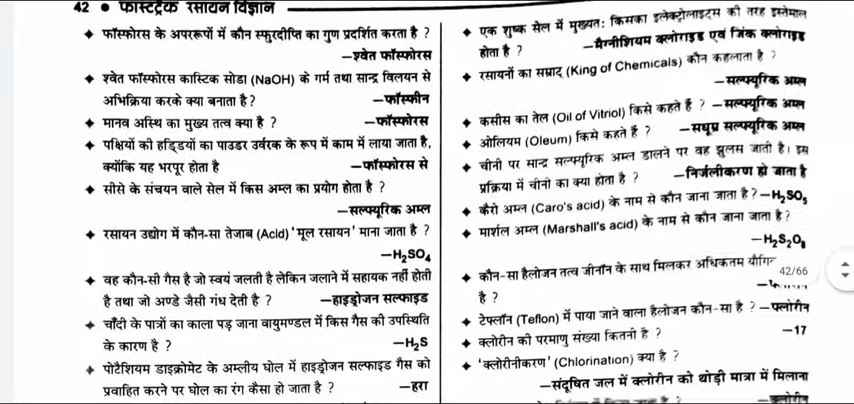 42 ● फास्टट्रैक रसायन विज्ञान
◆ फॉस्फोरस के अपररूपों में कौन स्फुरदीप्ति का गुण प्रदर्शित करता है ?
—श्वेत फॉस्फोरस
◆ श्वेत फॉस्फोरस कास्टिक सोडा (NaOH) के गर्म तथा सान्द्र विलयन से
अभिक्रिया करके क्या बनाता है ? —फॉस्फीन
◆ मानव अस्थि का मुख्य तत्व क्या है ? —फॉस्फोरस
◆ पक्षियों की हड्डियों का पाउडर उर्वरक के रूप में काम में लाया जाता है,
क्योंकि यह भरपूर होता है —फॉस्फोरस से
◆ सीसे के संचयन वाले सेल में किस अम्ल का प्रयोग होता है ?
—सल्फ्यूरिक अम्ल
◆ रसायन उद्योग में कौन-सा तेजाब (Acid) 'मूल रसायन' माना जाता है ?
—H₂SO₄
◆ वह कौन-सी गैस है जो स्वयं जलती है लेकिन जलाने में सहायक नहीं होती
है तथा जो अण्डे जैसी गंध देती है ? —हाइड्रोजन सल्फाइड
◆ चाँदी के पात्रों का काला पड़ जाना वायुमण्डल में किस गैस की उपस्थिति
के कारण है ? —H₂S
◆ पोटैशियम डाइक्रोमेट के अम्लीय घोल में हाइड्रोजन सल्फाइड गैस को
प्रवाहित करने पर घोल का रंग कैसा हो जाता है ? —हरा
◆ एक शुष्क सेल में मुख्यतः किसका इलेक्ट्रोलाइट्स की तरह इस्तेमाल
होता है ? —मैग्नीशियम क्लोराइड एवं जिंक क्लोराइड
◆ रसायनों का सम्राट् (King of Chemicals) कौन कहलाता है ?
—सल्फ्यूरिक अम्ल
◆ कसीस का तेल (Oil of Vitriol) किसे कहते हैं ? —सल्फ्यूरिक अम्ल
◆ ओलियम (Oleum) किसे कहते हैं ? —सधूम्र सल्फ्यूरिक अम्ल
◆ चीनी पर सान्द्र सल्फ्यूरिक अम्ल डालने पर वह झुलस जाती है। इस
प्रक्रिया में चीनी का क्या होता है ? —निर्जलीकरण हो जाता है
◆ कैरो अम्ल (Caro's acid) के नाम से कौन जाना जाता है ? —H₂SO₅
◆ मार्शल अम्ल (Marshall's acid) के नाम से कौन जाना जाता है ?
—H₂S₂O₈
◆ कौन-सा हैलोजन तत्व जीनॉन के साथ मिलकर अधिकतम
42/66
है ?
◆ टेफ्लॉन (Teflon) में पाया जाने वाला हैलोजन कौन-सा है ? —फ्लोरीन
◆ क्लोरीन की परमाणु संख्या कितनी है ? —17
◆ 'क्लोरीनीकरण' (Chlorination) क्या है ?
—संदूषित जल में क्लोरीन को थोड़ी मात्रा में मिलाना